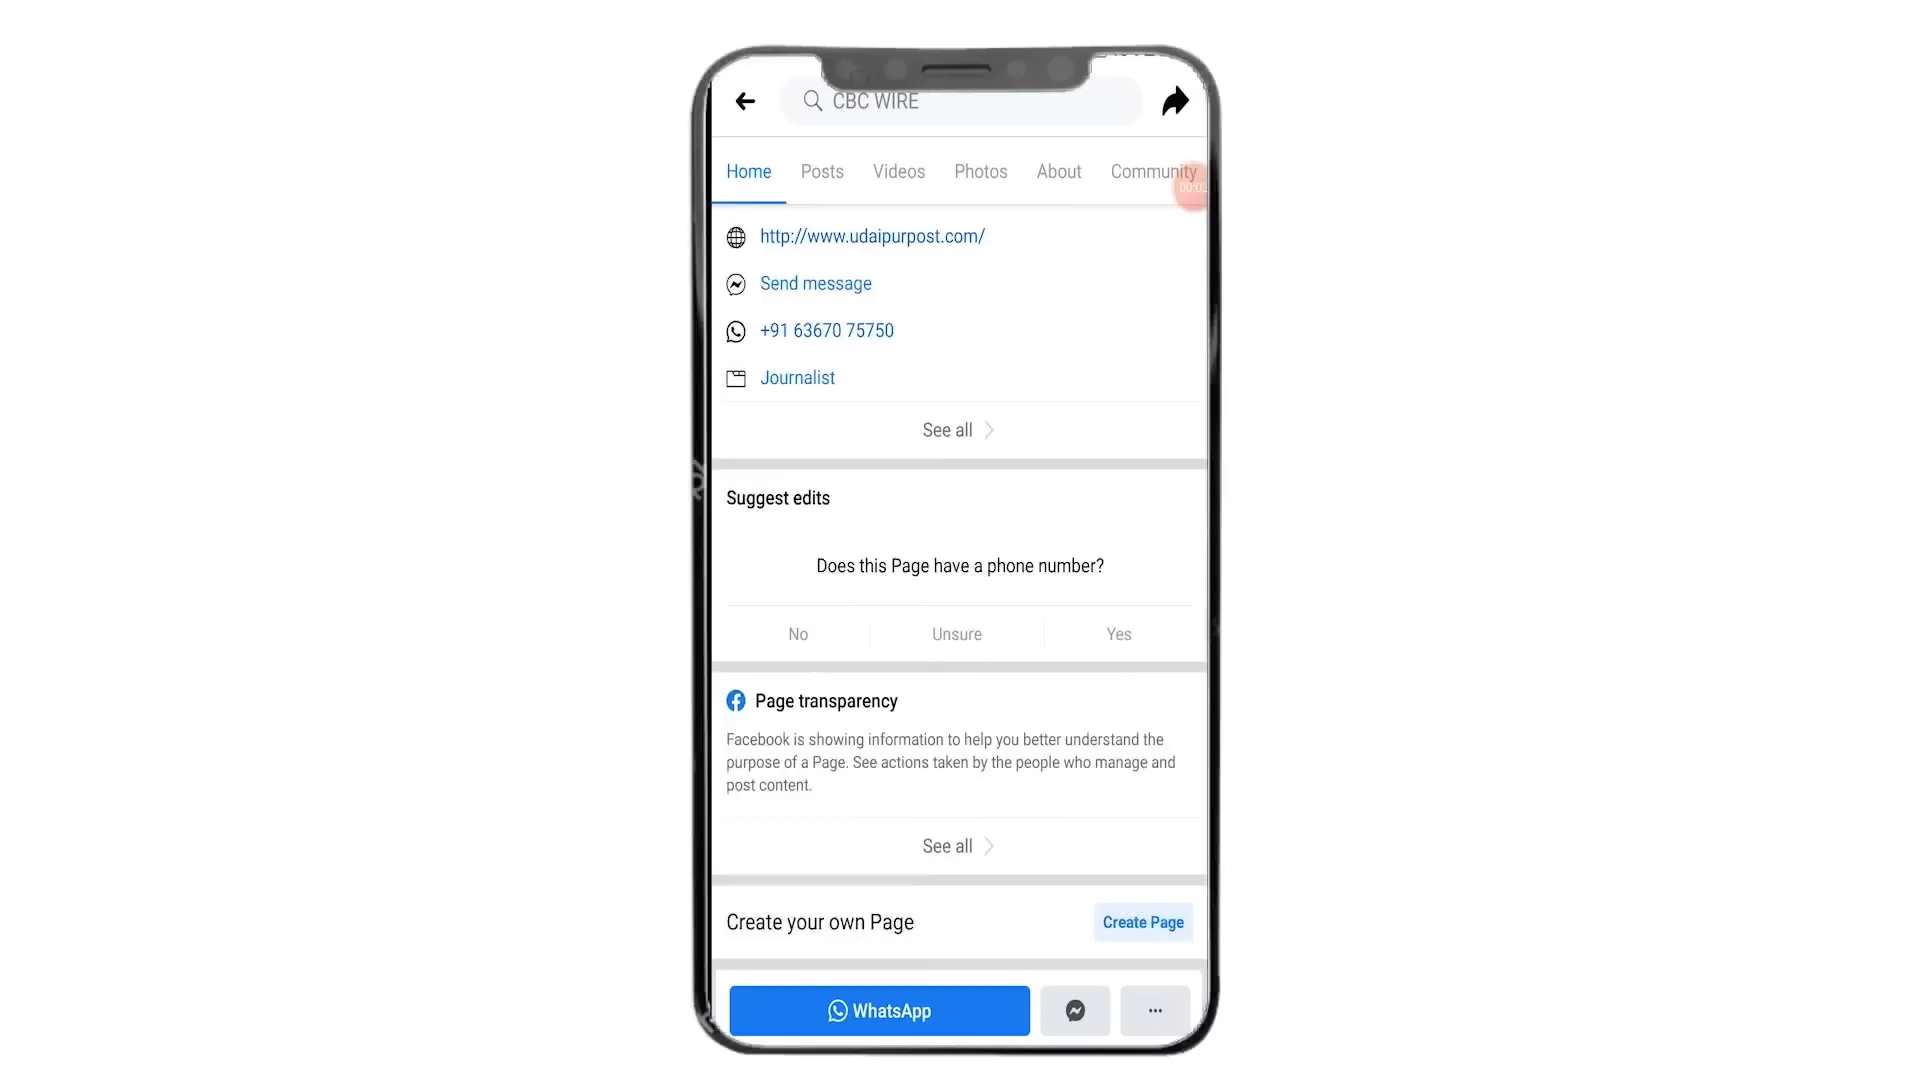 CBC WIRE
Home Posts Videos Photos About Community
00:02
http://www.udaipurpost.com/
Send message
+91 63670 75750
Journalist
See all
Suggest edits
Does this Page have a phone number?
No Unsure Yes
Page transparency
Facebook is showing information to help you better understand the
purpose of a Page. See actions taken by the people who manage and
post content.
See all
Create your own Page Create Page
WhatsApp